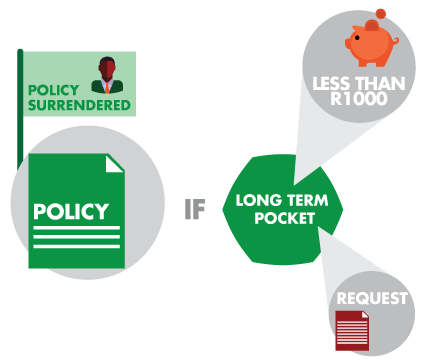 POLICY
SURRENDERED
POLICY
IF
LONG TERM
POCKET
LESS THAN
R1000
REQUEST